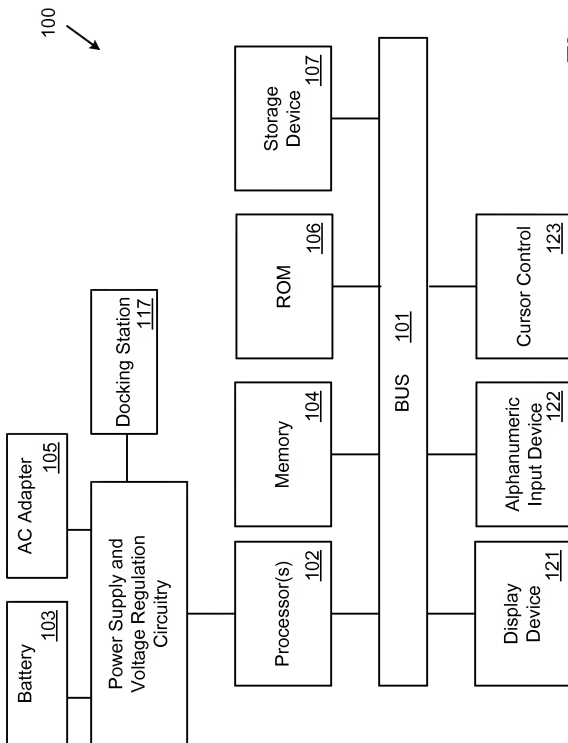 100
Battery
103
AC Adapter
105
Power Supply and
Voltage Regulation
Circuitry
Docking Station
117
Processor(s)
102
Memory
104
ROM
106
Storage
Device
107
BUS 101
Display
Device
121
Alphanumeric
Input Device
122
Cursor Control
123